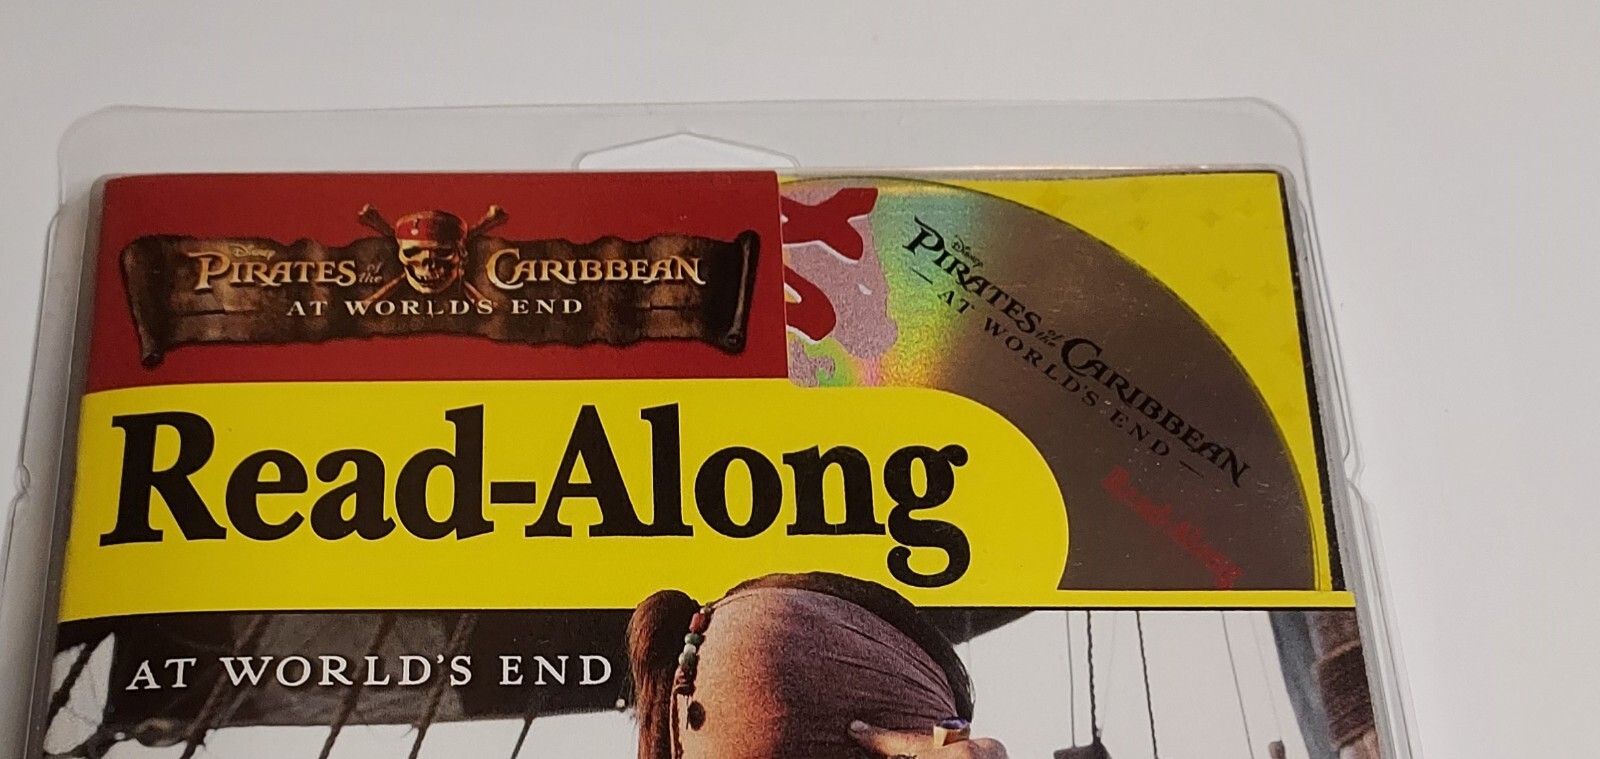 Disney
PIRATES of the CARIBBEAN
AT WORLD'S END
Disney
PIRATES of the CARIBBEAN
— AT WORLD'S END —
Read-Along
Read-Along
AT WORLD'S END